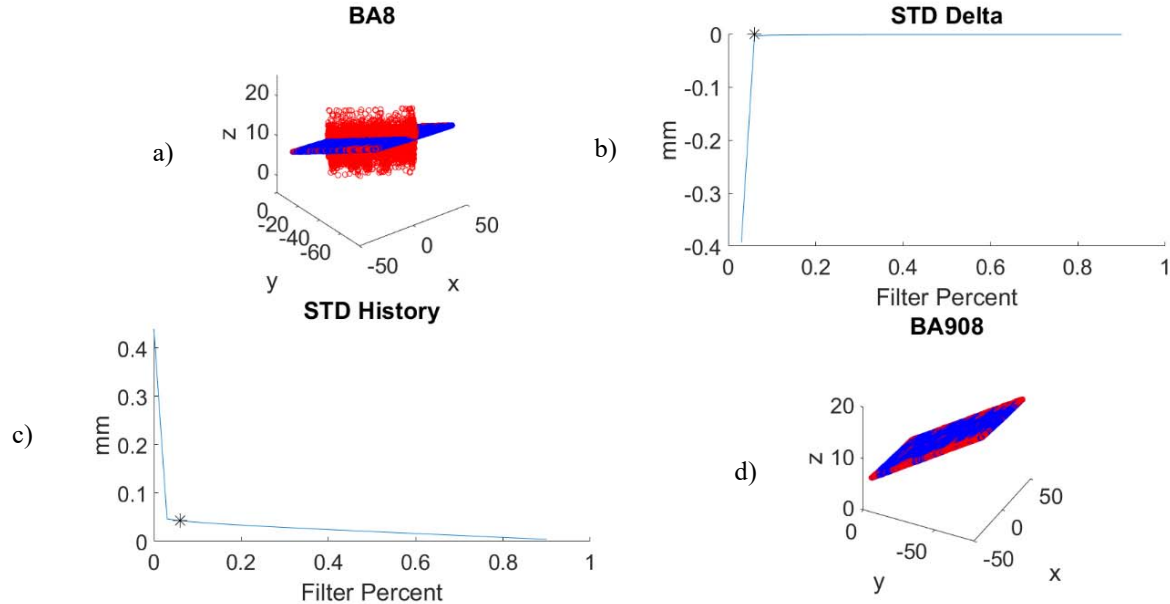 BA8
20
10
0
z
a)
0
-20
-40
-60
-50
0
50
y
x
STD Delta
0
-0.1
-0.2
-0.3
-0.4
mm
b)
0
0.2
0.4
0.6
0.8
1
Filter Percent
STD History
0.4
0.3
0.2
0.1
0
mm
c)
0
0.2
0.4
0.6
0.8
1
Filter Percent
BA908
20
10
0
z
d)
0
-50
-50
0
50
y
x